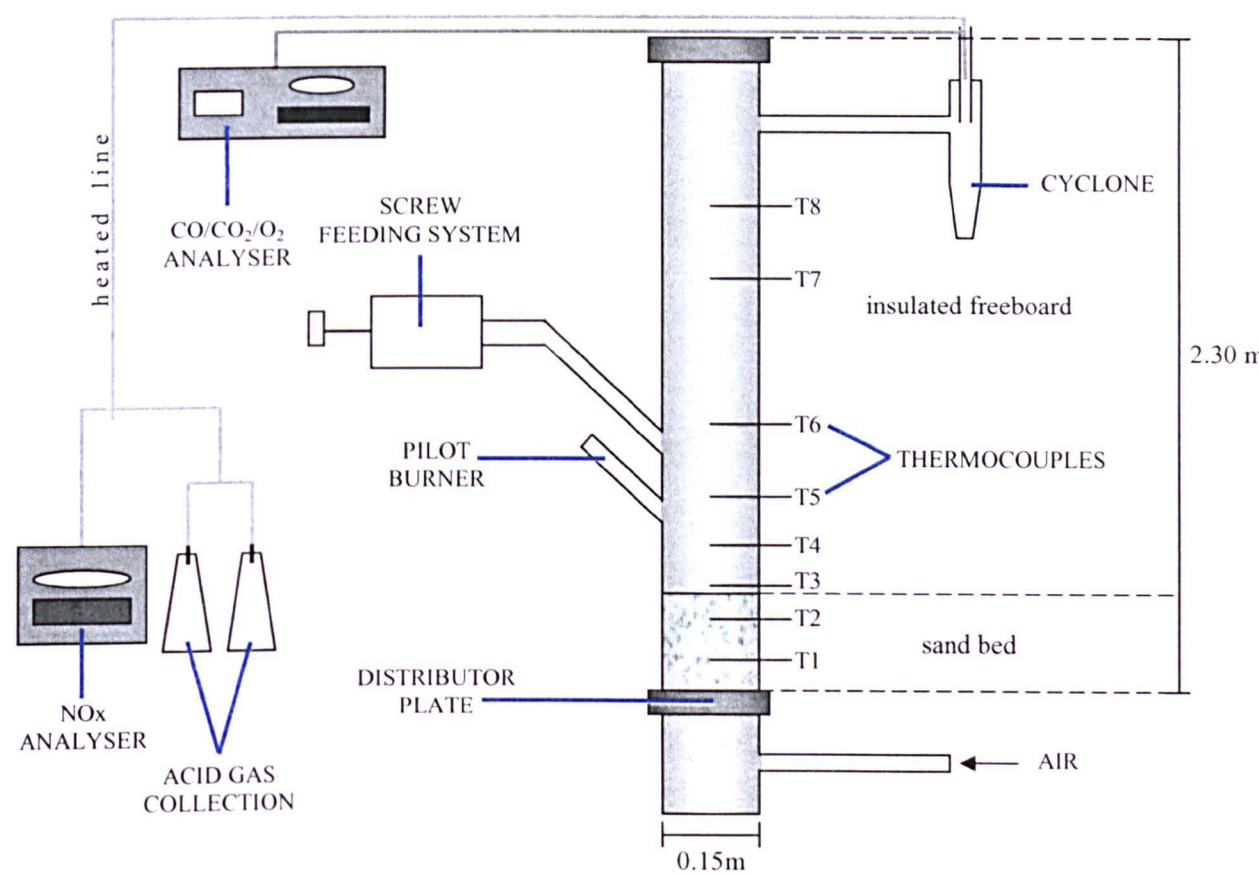 heated line
CO/CO₂/O₂
ANALYSER
SCREW
FEEDING SYSTEM
CYCLONE
T8
T7
insulated freeboard
2.30 m
T6
PILOT
BURNER
THERMOCOUPLES
T5
T4
T3
T2
sand bed
T1
DISTRIBUTOR
PLATE
NOx
ANALYSER
ACID GAS
COLLECTION
AIR
0.15m